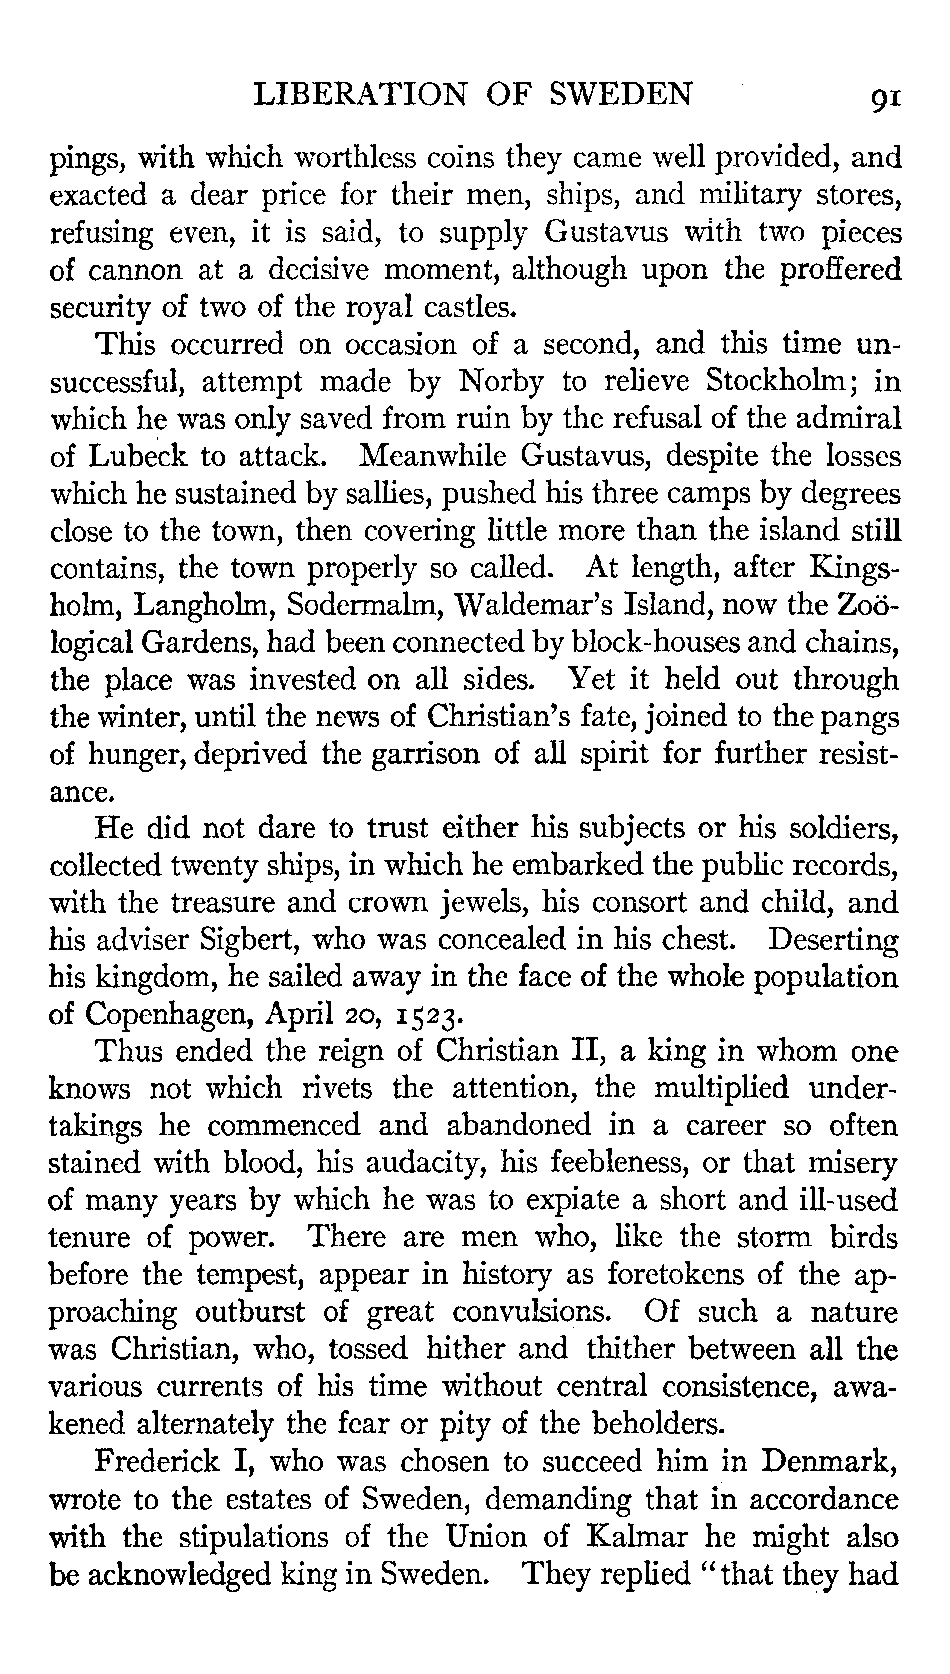 LIBERATION OF SWEDEN 91
pings, with which worthless coins they came well provided, and
exacted a dear price for their men, ships, and military stores,
refusing even, it is said, to supply Gustavus with two pieces
of cannon at a decisive moment, although upon the proffered
security of two of the royal castles.
This occurred on occasion of a second, and this time un-
successful, attempt made by Norby to relieve Stockholm; in
which he was only saved from ruin by the refusal of the admiral
of Lubeck to attack. Meanwhile Gustavus, despite the losses
which he sustained by sallies, pushed his three camps by degrees
close to the town, then covering little more than the island still
contains, the town properly so called. At length, after Kings-
holm, Langholm, Sodermalm, Waldemar's Island, now the Zoö-
logical Gardens, had been connected by block-houses and chains,
the place was invested on all sides. Yet it held out through
the winter, until the news of Christian's fate, joined to the pangs
of hunger, deprived the garrison of all spirit for further resist-
ance.
He did not dare to trust either his subjects or his soldiers,
collected twenty ships, in which he embarked the public records,
with the treasure and crown jewels, his consort and child, and
his adviser Sigbert, who was concealed in his chest. Deserting
his kingdom, he sailed away in the face of the whole population
of Copenhagen, April 20, 1523.
Thus ended the reign of Christian II, a king in whom one
knows not which rivets the attention, the multiplied under-
takings he commenced and abandoned in a career so often
stained with blood, his audacity, his feebleness, or that misery
of many years by which he was to expiate a short and ill-used
tenure of power. There are men who, like the storm birds
before the tempest, appear in history as foretokens of the ap-
proaching outburst of great convulsions. Of such a nature
was Christian, who, tossed hither and thither between all the
various currents of his time without central consistence, awa-
kened alternately the fear or pity of the beholders.
Frederick I, who was chosen to succeed him in Denmark,
wrote to the estates of Sweden, demanding that in accordance
with the stipulations of the Union of Kalmar he might also
be acknowledged king in Sweden. They replied "that they had